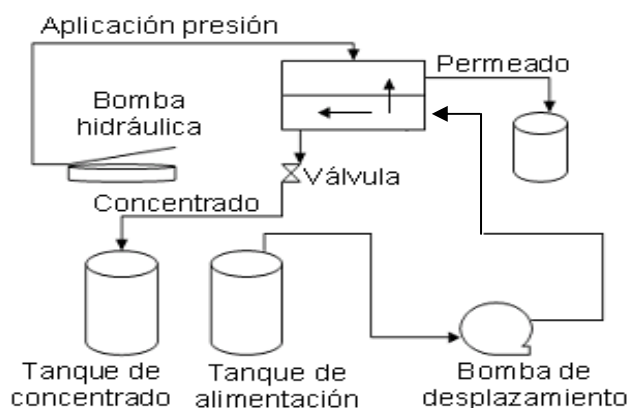 Aplicación presión
Permeado
Bomba
hidráulica
Válvula
Concentrado
Tanque de
concentrado
Tanque de
alimentación
Bomba de
desplazamiento